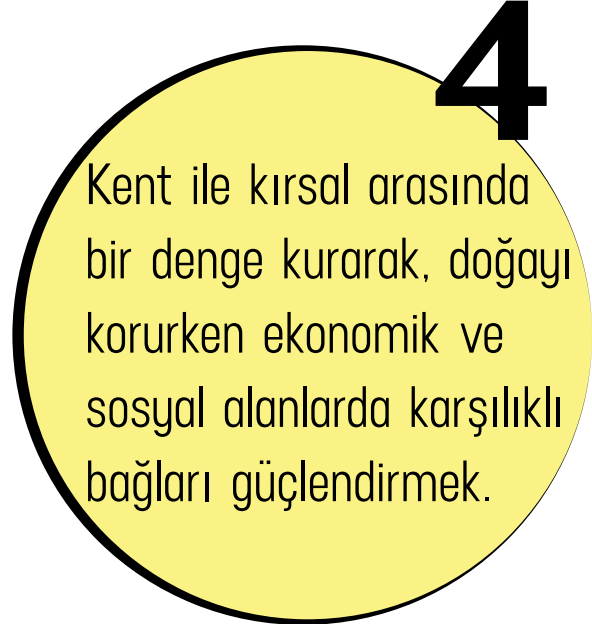 4
Kent ile kırsal arasında
bir denge kurarak, doğayı
korurken ekonomik ve
sosyal alanlarda karşılıklı
bağları güçlendirmek.